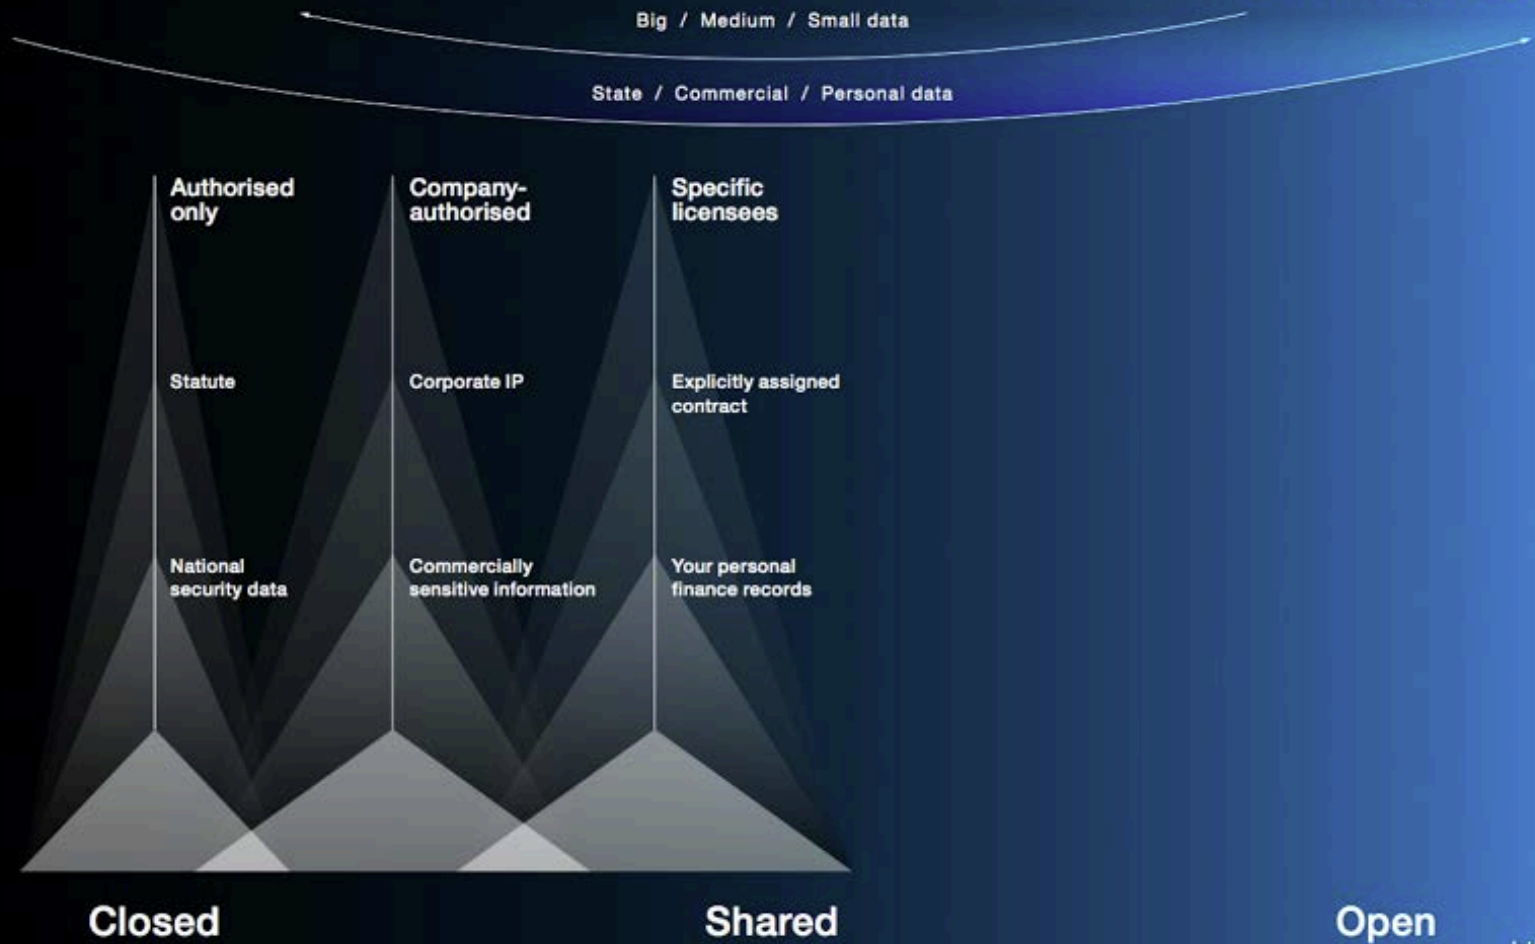 Big / Medium / Small data
State / Commercial / Personal data
Authorised
only
Company-
authorised
Specific
licensees
Statute
Corporate IP
Explicitly assigned
contract
National
security data
Commercially
sensitive information
Your personal
finance records
Closed
Shared
Open